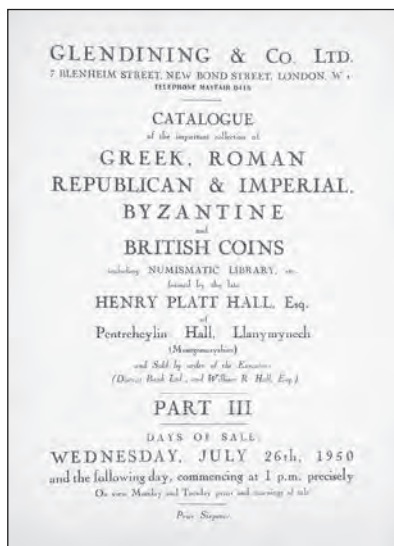 GLENDINING & CO. LTD.
7 BLENHEIM STREET, NEW BOND STREET, LONDON, W
TELEPHONE MAYFAIR
CATALOGUE
of the important collection of
GREEK, ROMAN
REPUBLICAN & IMPERIAL,
BYZANTINE
and
BRITISH COINS
including NUMISMATIC LIBRARY, etc.
formed by the late
HENRY PLATT HALL, Esq.
of
Pentreheylin Hall, Llanymynech
(Montgomeryshire)
and Sold by order of the Executors
(District Bank Ltd., and William R. Hall, Esq.)
PART III
DAYS OF SALE:
WEDNESDAY, JULY 26th, 1950
and the following day, commencing at 1 p.m. precisely
On view Monday and Tuesday prior and mornings of sale
Price Sixpence